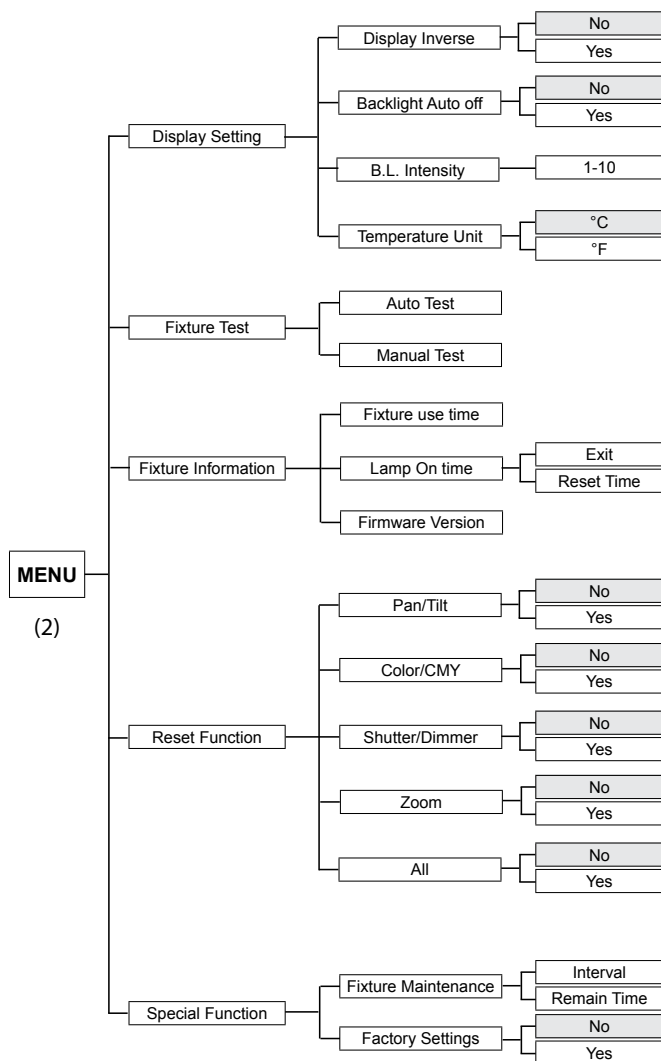 MENU
(2)
Display Setting
Display Inverse
No
Yes
Backlight Auto off
No
Yes
B.L. Intensity
1-10
Temperature Unit
°C
°F
Fixture Test
Auto Test
Manual Test
Fixture Information
Fixture use time
Lamp On time
Exit
Reset Time
Firmware Version
Reset Function
Pan/Tilt
No
Yes
Color/CMY
No
Yes
Shutter/Dimmer
No
Yes
Zoom
No
Yes
All
No
Yes
Special Function
Fixture Maintenance
Interval
Remain Time
Factory Settings
No
Yes